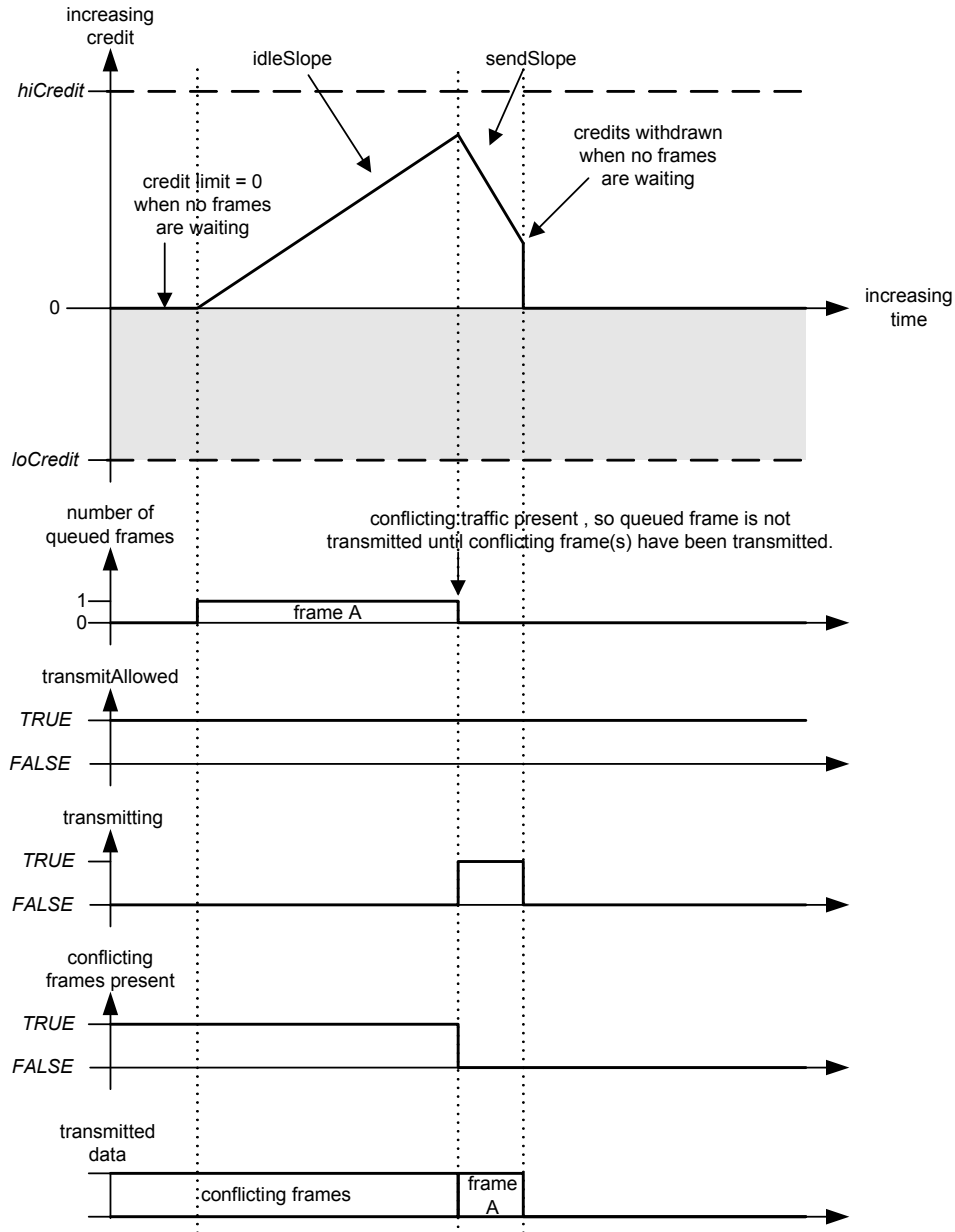 increasing
credit
idleSlope
sendSlope
hiCredit
credits withdrawn
when no frames
are waiting
credit limit = 0
when no frames
are waiting
0
increasing
time
loCredit
number of
queued frames
conflicting traffic present , so queued frame is not
transmitted until conflicting frame(s) have been transmitted.
1
frame A
0
transmitAllowed
TRUE
FALSE
transmitting
TRUE
FALSE
conflicting
frames present
TRUE
FALSE
transmitted
data
conflicting frames
frame
A